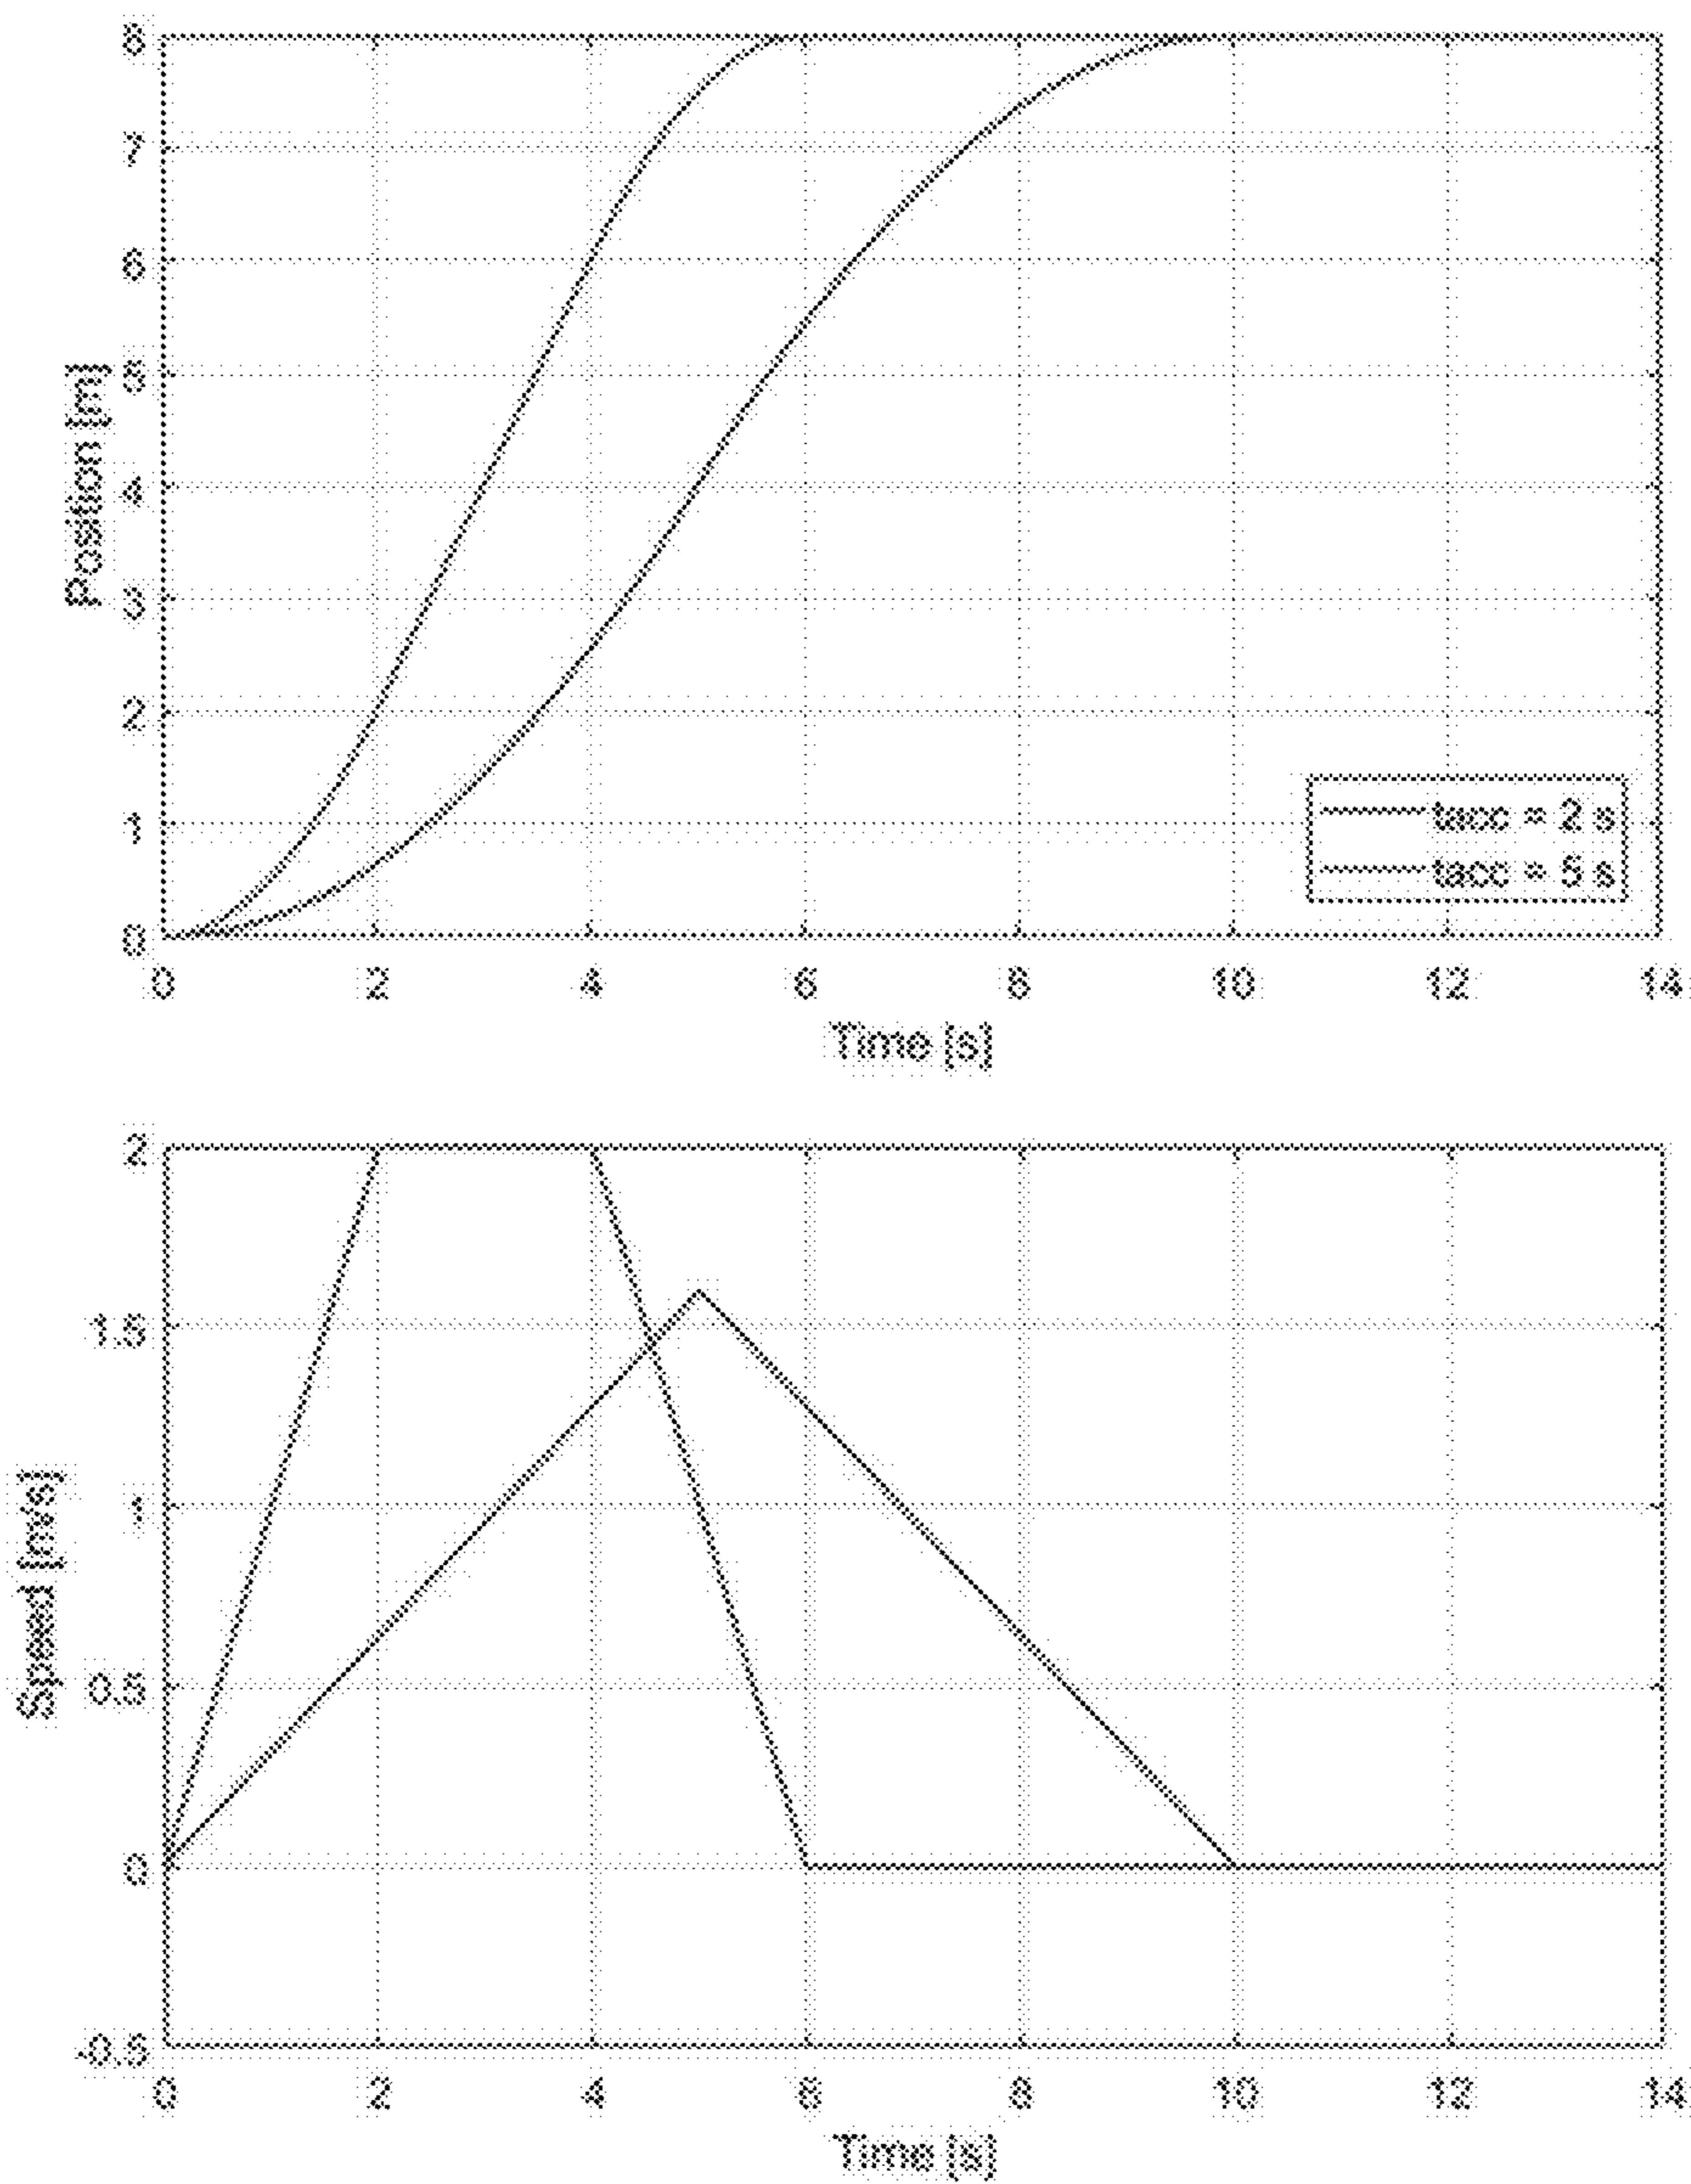 8
7
6
5
4
3
2
1
0
Position [m]
tacc = 2 s
tacc = 5 s
0 2 4 6 8 10 12 14
Time [s]
2
1.5
1
0.5
0
-0.5
Speed [m/s]
0 2 4 6 8 10 12 14
Time [s]